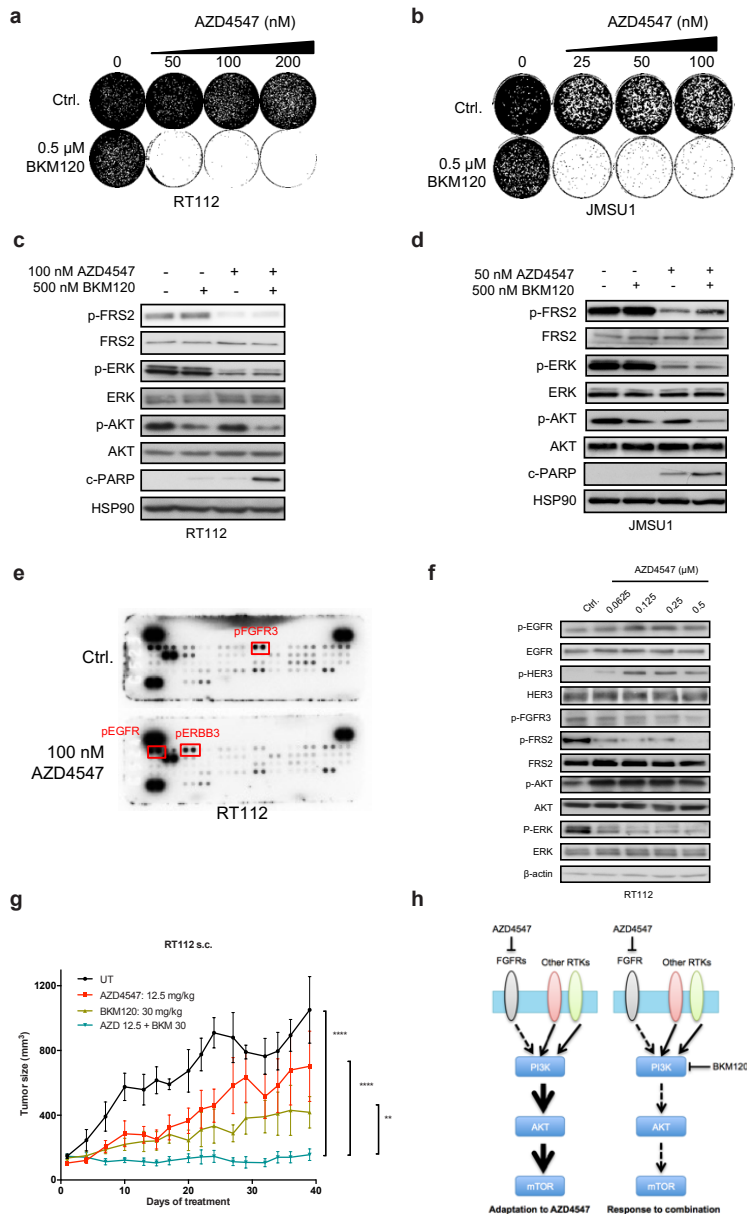 a
AZD4547 (nM)
0 50 100 200
Ctrl.
0.5 µM
BKM120
RT112
b
AZD4547 (nM)
0 25 50 100
Ctrl.
0.5 µM
BKM120
JMSU1
c
100 nM AZD4547 - - + +
500 nM BKM120 - + - +
p-FRS2
FRS2
p-ERK
ERK
p-AKT
AKT
c-PARP
HSP90
RT112
d
50 nM AZD4547 - - + +
500 nM BKM120 - + - +
p-FRS2
FRS2
p-ERK
ERK
p-AKT
AKT
c-PARP
HSP90
JMSU1
e
pFGFR3
Ctrl.
pEGFR pERBB3
100 nM
AZD4547
RT112
f
AZD4547 (µM)
Ctrl. 0.0625 0.125 0.25 0.5
p-EGFR
EGFR
p-HER3
HER3
p-FGFR3
p-FRS2
FRS2
p-AKT
AKT
P-ERK
ERK
β-actin
RT112
g
RT112 s.c.
UT
AZD4547: 12.5 mg/kg
BKM120: 30 mg/kg
AZD 12.5 + BKM 30
Tumor size (mm³)
1200
800
400
0
0 10 20 30 40
Days of treatment
****
****
**
h
AZD4547
FGFRs Other RTKs
PI3K
AKT
mTOR
Adaptation to AZD4547
AZD4547
FGFR Other RTKs
PI3K BKM120
AKT
mTOR
Response to combination